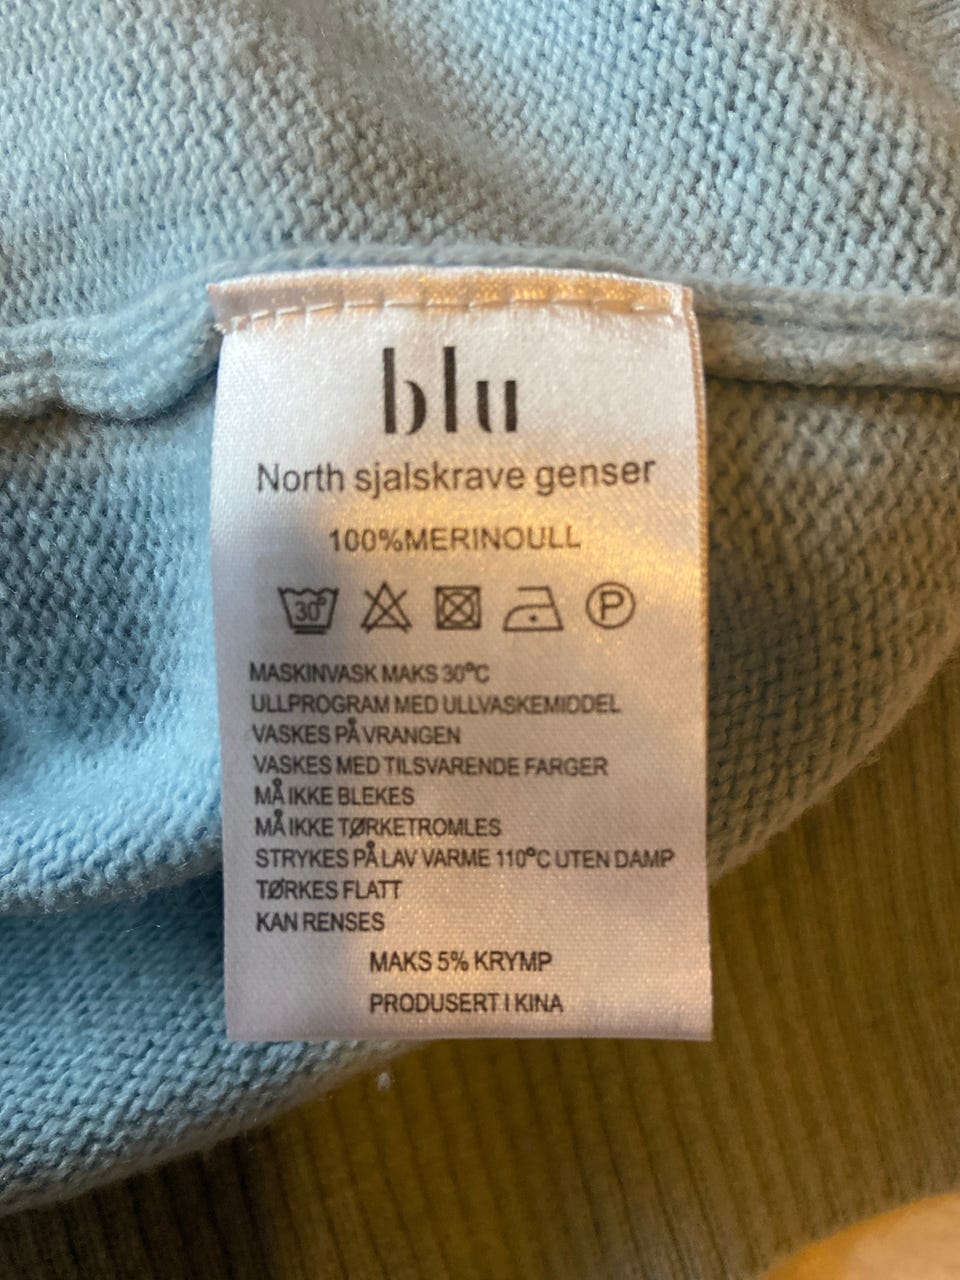 blu
North sjalskrave genser
100%MERINOULL
30° P
MASKINVASK MAKS 30°C
ULLPROGRAM MED ULLVASKEMIDDEL
VASKES PÅ VRANGEN
VASKES MED TILSVARENDE FARGER
MÅ IKKE BLEKES
MÅ IKKE TØRKETROMLES
STRYKES PÅ LAV VARME 110°C UTEN DAMP
TØRKES FLATT
KAN RENSES
MAKS 5% KRYMP
PRODUSERT I KINA